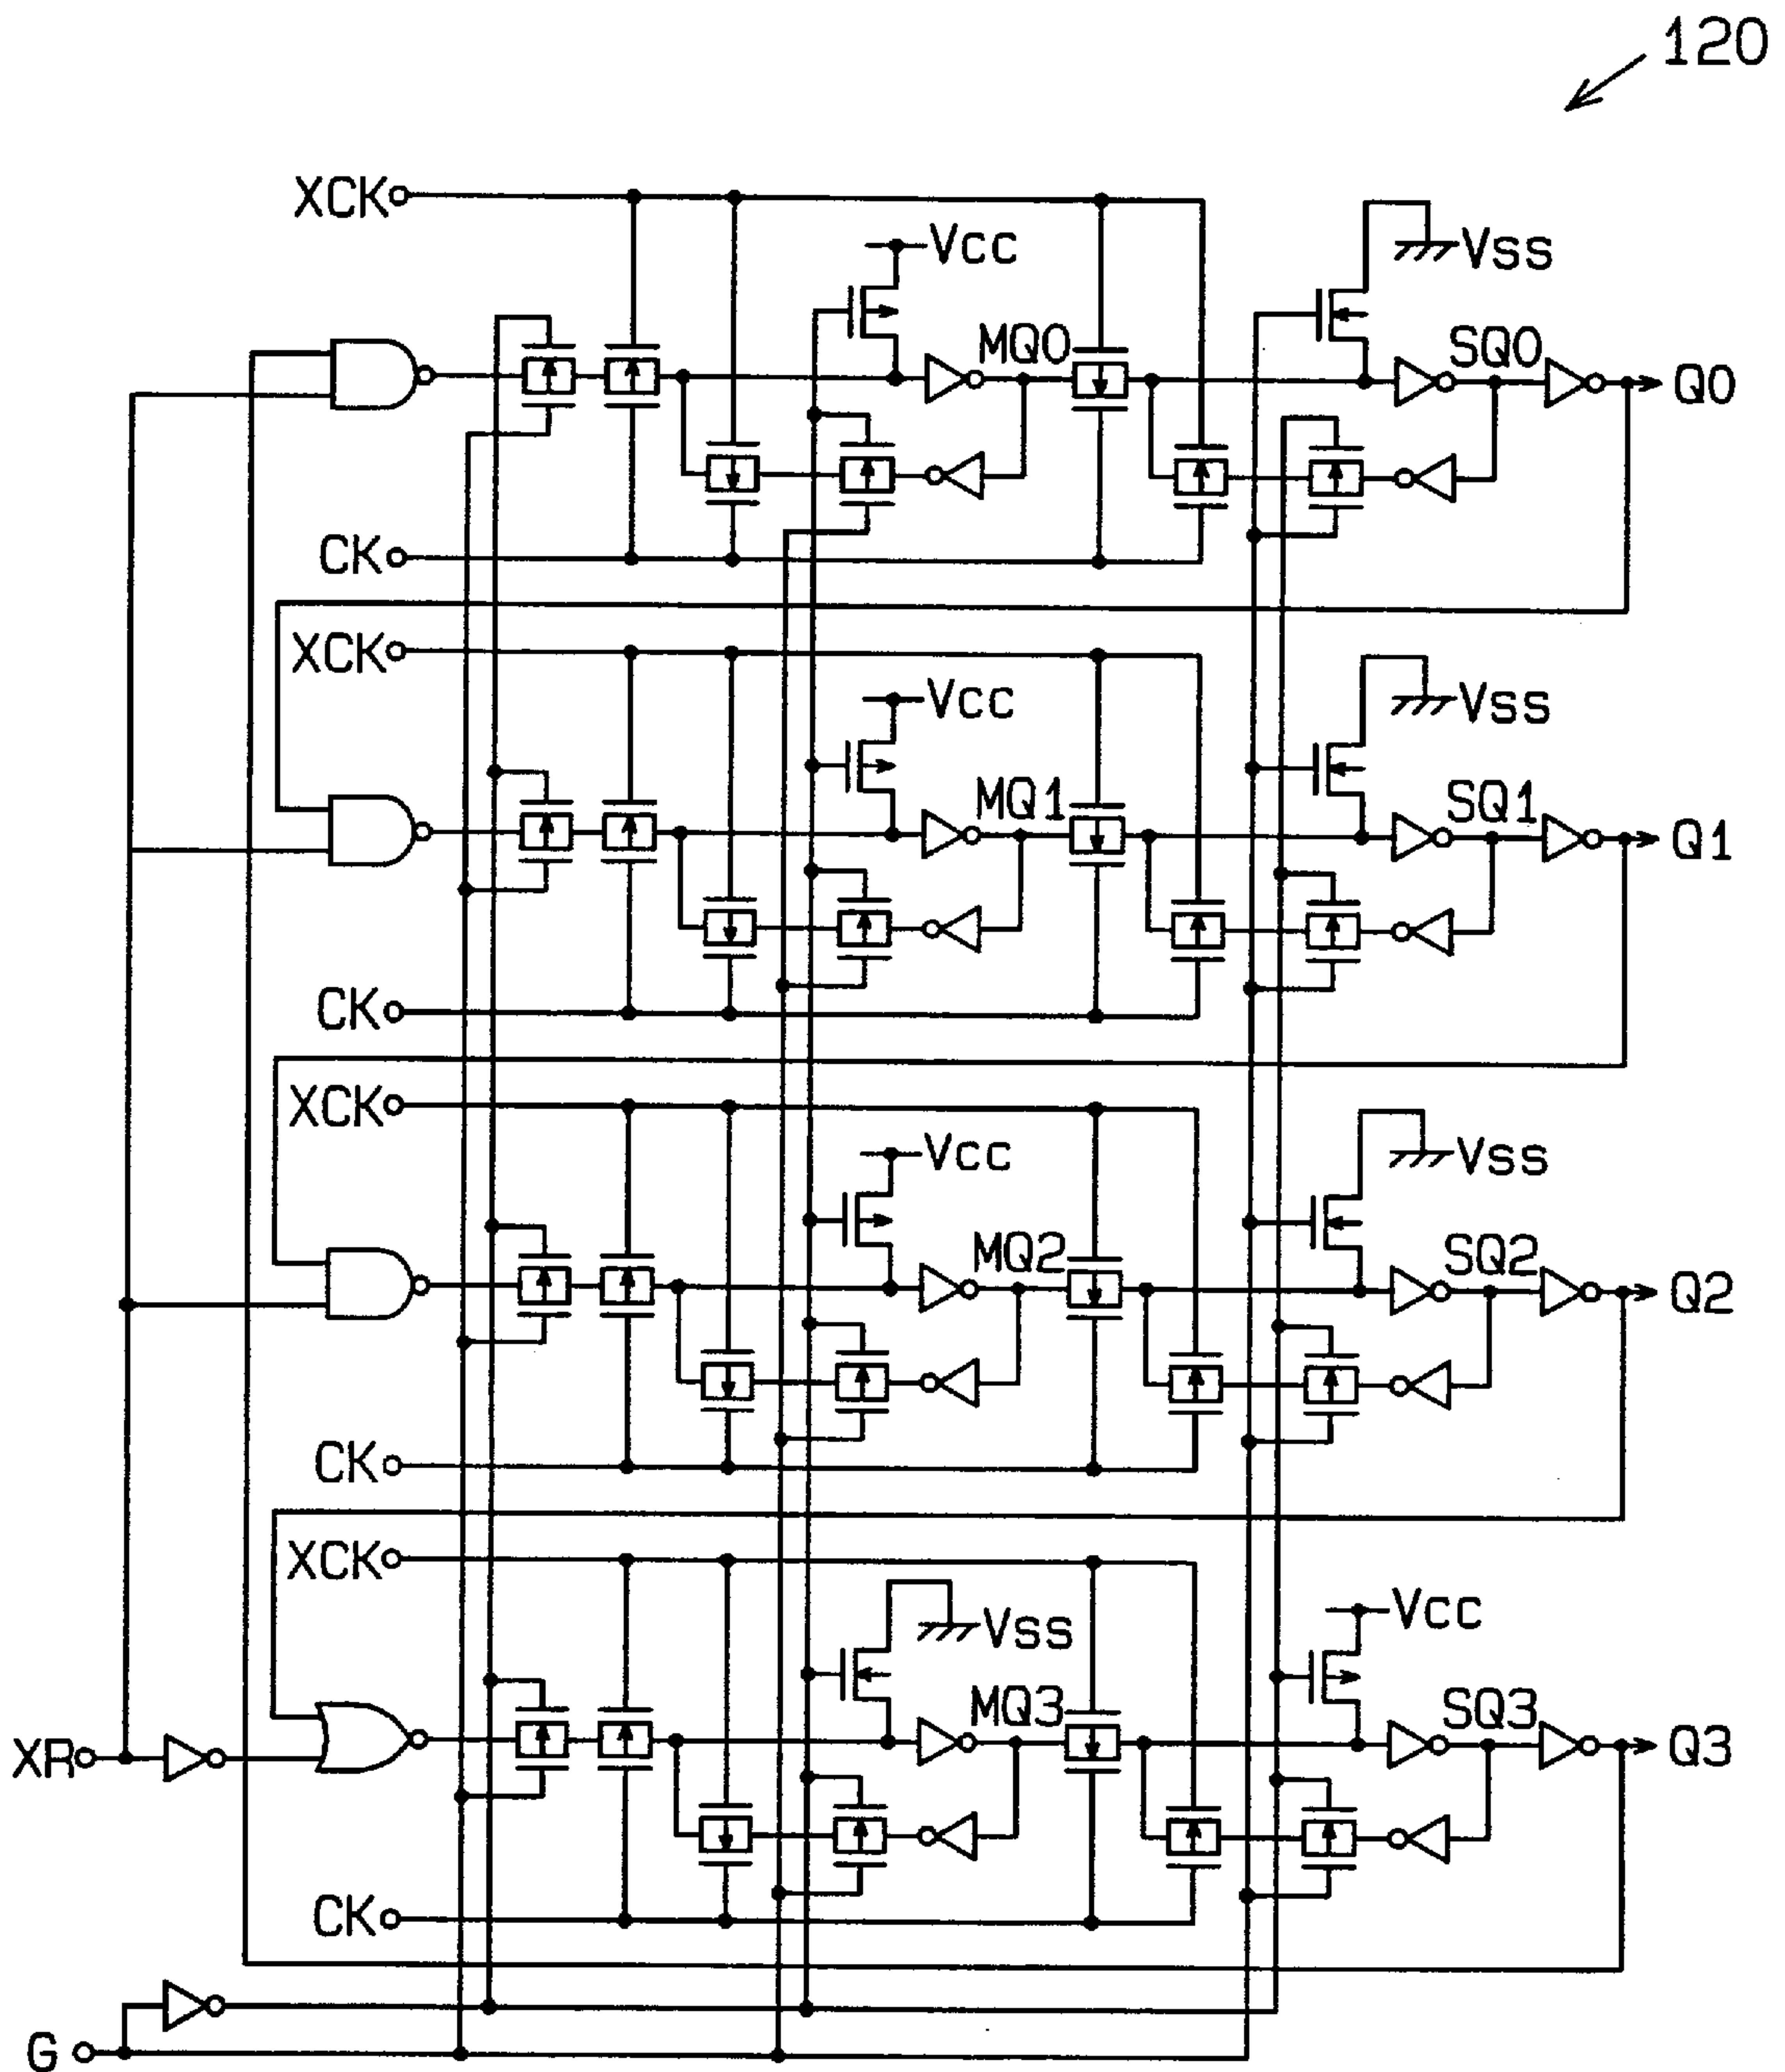 120
XCK
Vcc
Vss
MQ0
SQ0
Q0
CK
XCK
Vcc
Vss
MQ1
SQ1
Q1
CK
XCK
Vcc
Vss
MQ2
SQ2
Q2
CK
XCK
Vss
Vcc
MQ3
SQ3
XR
Q3
CK
G